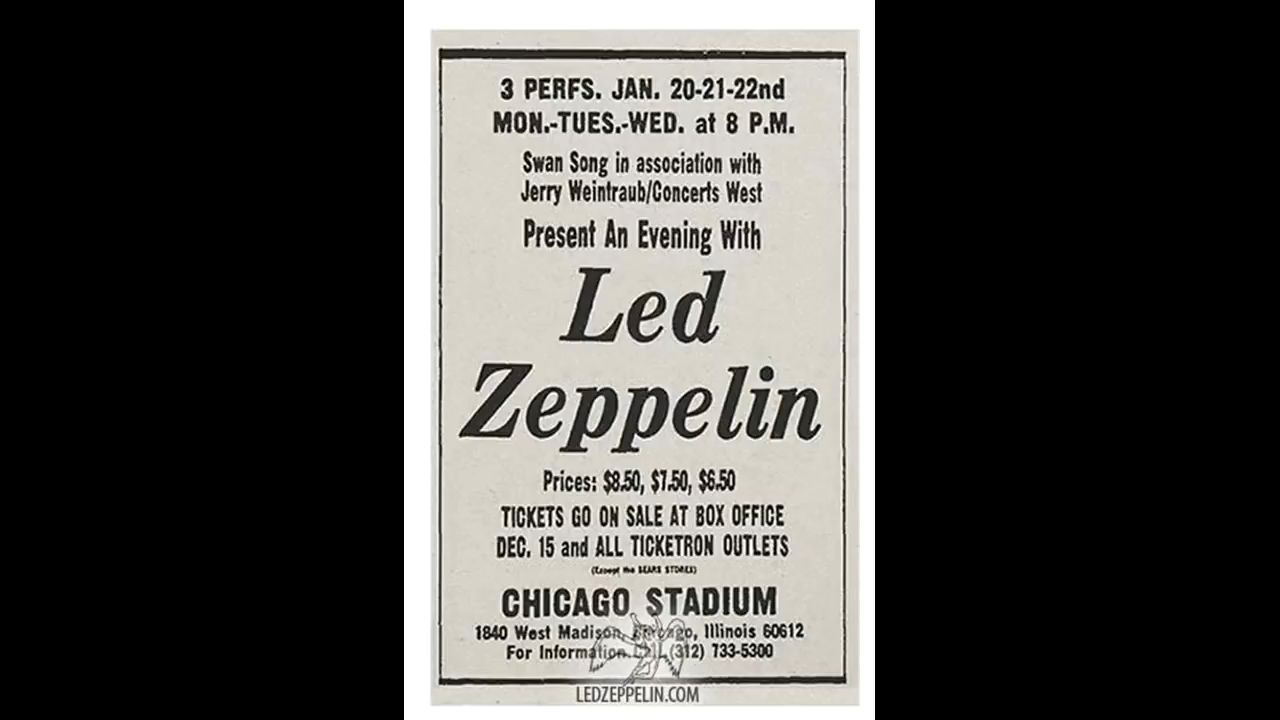 3 PERFS. JAN. 20-21-22nd
MON.-TUES.-WED. at 8 P.M.
Swan Song in association with
Jerry Weintraub/Concerts West
Present An Evening With
Led
Zeppelin
Prices: $8.50, $7.50, $6.50
TICKETS GO ON SALE AT BOX OFFICE
DEC. 15 and ALL TICKETRON OUTLETS
(Except the SEARS STORES)
CHICAGO STADIUM
1840 West Madison, Chicago, Illinois 60612
For Information Call (312) 733-5300
LEDZEPPELIN.COM